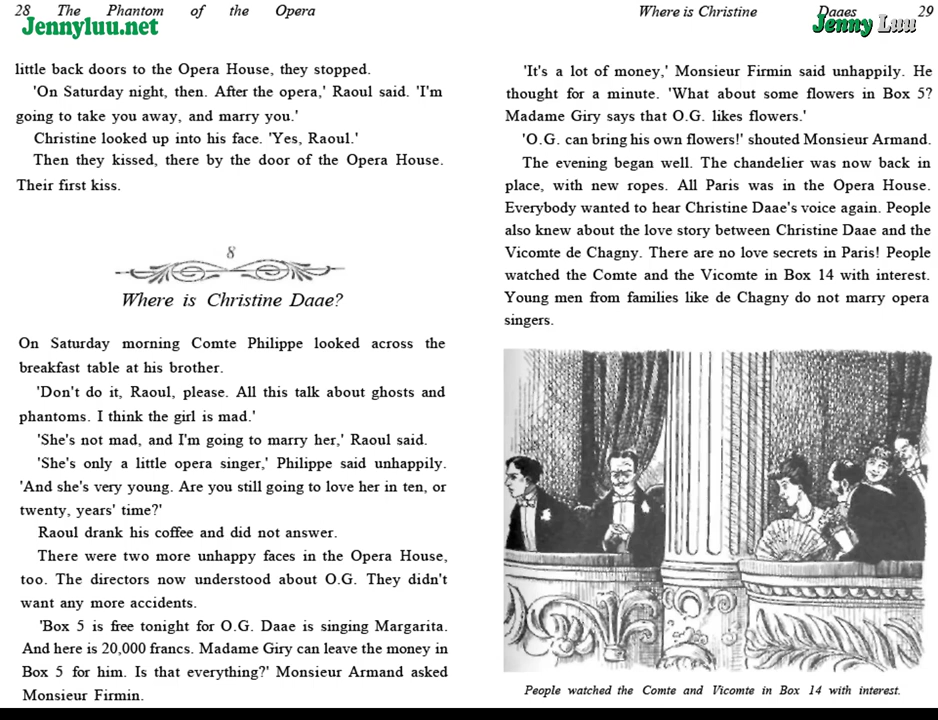 28 The Phantom of the Opera
Jennyluu.net
little back doors to the Opera House, they stopped.
'On Saturday night, then. After the opera,' Raoul said. 'I'm
going to take you away, and marry you.'
Christine looked up into his face. 'Yes, Raoul.'
Then they kissed, there by the door of the Opera House.
Their first kiss.
8
Where is Christine Daae?
On Saturday morning Comte Philippe looked across the
breakfast table at his brother.
'Don't do it, Raoul, please. All this talk about ghosts and
phantoms. I think the girl is mad.'
'She's not mad, and I'm going to marry her,' Raoul said.
'She's only a little opera singer,' Philippe said unhappily.
'And she's very young. Are you still going to love her in ten, or
twenty, years' time?'
Raoul drank his coffee and did not answer.
There were two more unhappy faces in the Opera House,
too. The directors now understood about O.G. They didn't
want any more accidents.
'Box 5 is free tonight for O.G. Daae is singing Margarita.
And here is 20,000 francs. Madame Giry can leave the money in
Box 5 for him. Is that everything?' Monsieur Armand asked
Monsieur Firmin.
Where is Christine Daaes 29
Jenny Luu
'It's a lot of money,' Monsieur Firmin said unhappily. He
thought for a minute. 'What about some flowers in Box 5?
Madame Giry says that O.G. likes flowers.'
'O.G. can bring his own flowers!' shouted Monsieur Armand.
The evening began well. The chandelier was now back in
place, with new ropes. All Paris was in the Opera House.
Everybody wanted to hear Christine Daae's voice again. People
also knew about the love story between Christine Daae and the
Vicomte de Chagny. There are no love secrets in Paris! People
watched the Comte and the Vicomte in Box 14 with interest.
Young men from families like de Chagny do not marry opera
singers.
People watched the Comte and Vicomte in Box 14 with interest.